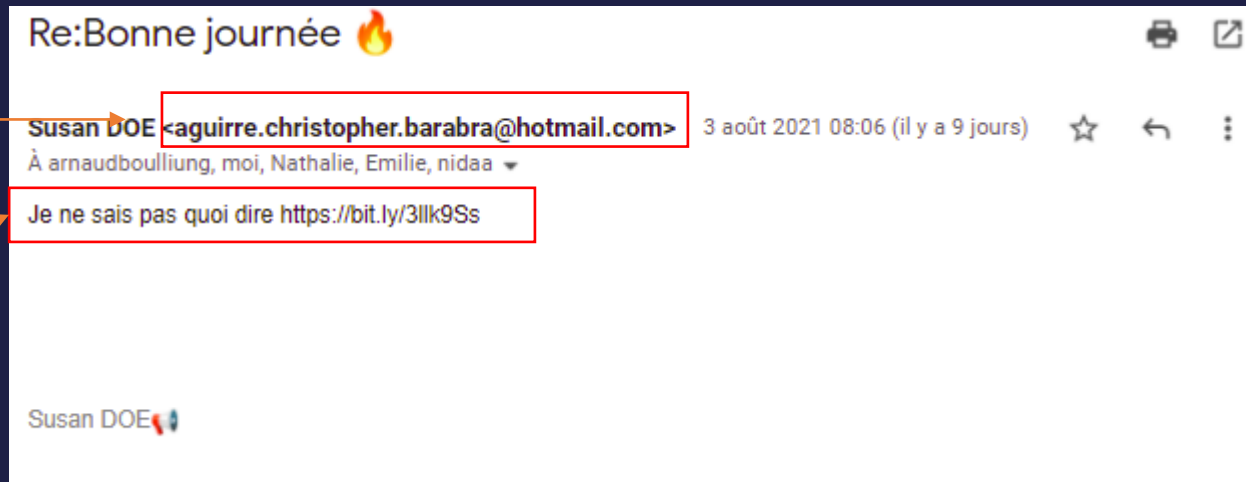 Re:Bonne journée 🔥
Susan DOE <aguirre.christopher.barabra@hotmail.com> 3 août 2021 08:06 (il y a 9 jours)
À arnaudboulliung, moi, Nathalie, Emilie, nidaa
Je ne sais pas quoi dire https://bit.ly/3llk9Ss
Susan DOE📢